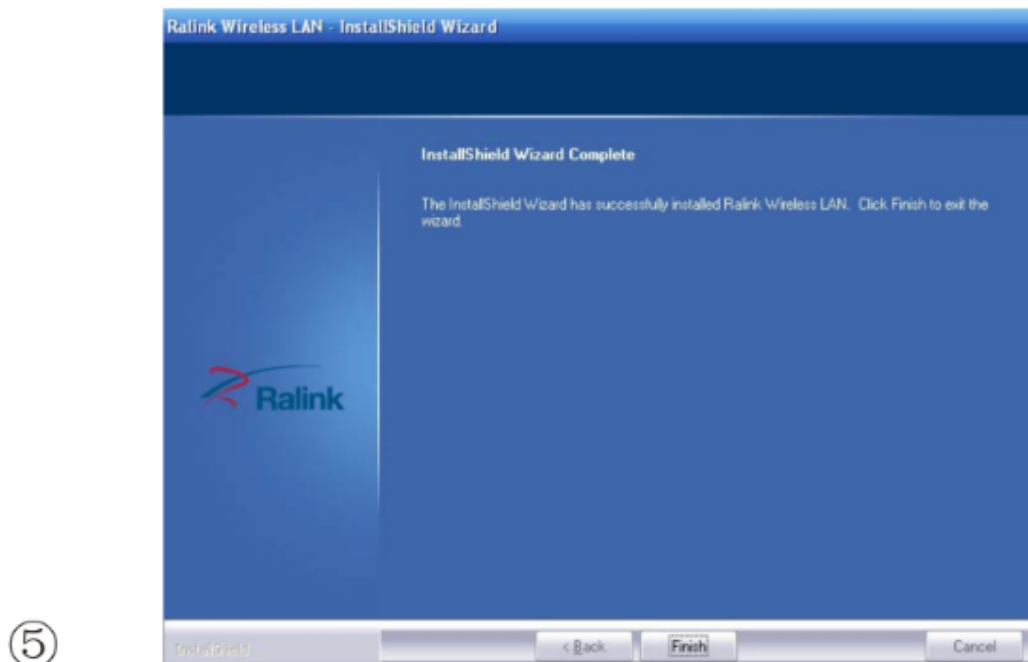 Ralink Wireless LAN - InstallShield Wizard
InstallShield Wizard Complete
The InstallShield Wizard has successfully installed Ralink Wireless LAN. Click Finish to exit the
wizard.
Ralink
⑤
InstallShield
< Back
Finish
Cancel